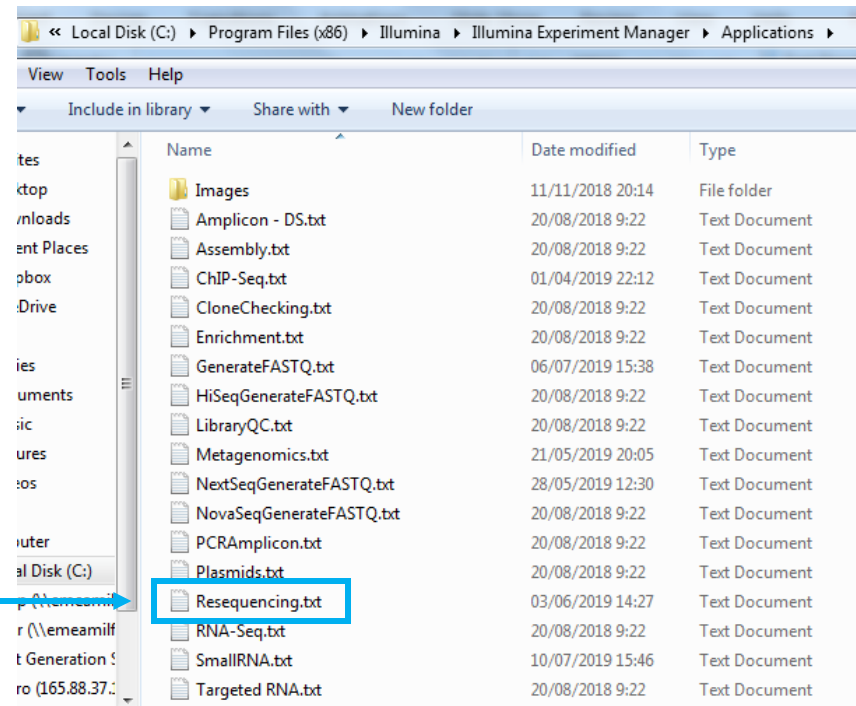 « Local Disk (C:) Program Files (x86) Illumina Illumina Experiment Manager Applications
View Tools Help
Include in library Share with New folder
ites
ktop
wnloads
ent Places
pbox
eDrive
ies
uments
sic
ures
eos
puter
al Disk (C:)
r (\\emeamilf
t Generation S
ro (165.88.37.3
Name Date modified Type
Images 11/11/2018 20:14 File folder
Amplicon - DS.txt 20/08/2018 9:22 Text Document
Assembly.txt 20/08/2018 9:22 Text Document
ChIP-Seq.txt 01/04/2019 22:12 Text Document
CloneChecking.txt 20/08/2018 9:22 Text Document
Enrichment.txt 20/08/2018 9:22 Text Document
GenerateFASTQ.txt 06/07/2019 15:38 Text Document
HiSeqGenerateFASTQ.txt 20/08/2018 9:22 Text Document
LibraryQC.txt 20/08/2018 9:22 Text Document
Metagenomics.txt 21/05/2019 20:05 Text Document
NextSeqGenerateFASTQ.txt 28/05/2019 12:30 Text Document
NovaSeqGenerateFASTQ.txt 20/08/2018 9:22 Text Document
PCRAmplicon.txt 20/08/2018 9:22 Text Document
Plasmids.txt 20/08/2018 9:22 Text Document
Resequencing.txt 03/06/2019 14:27 Text Document
RNA-Seq.txt 20/08/2018 9:22 Text Document
SmallRNA.txt 10/07/2019 15:46 Text Document
Targeted RNA.txt 20/08/2018 9:22 Text Document